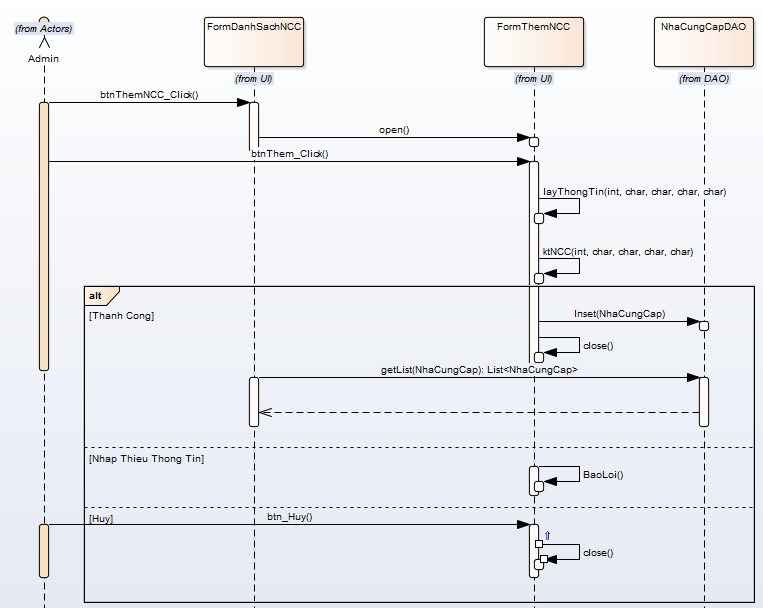 (from Actors)
Admin
FormDanhSachNCC
(from UI)
FormThemNCC
(from UI)
NhaCungCapDAO
(from DAO)
btnThemNCC_Click()
open()
btnThem_Click()
layThongTin(int, char, char, char, char)
ktNCC(int, char, char, char, char)
alt
[Thanh Cong]
Inset(NhaCungCap)
close()
getList(NhaCungCap): List<NhaCungCap>
[Nhap Thieu Thong Tin]
BaoLoi()
[Huy]
btn_Huy()
close()